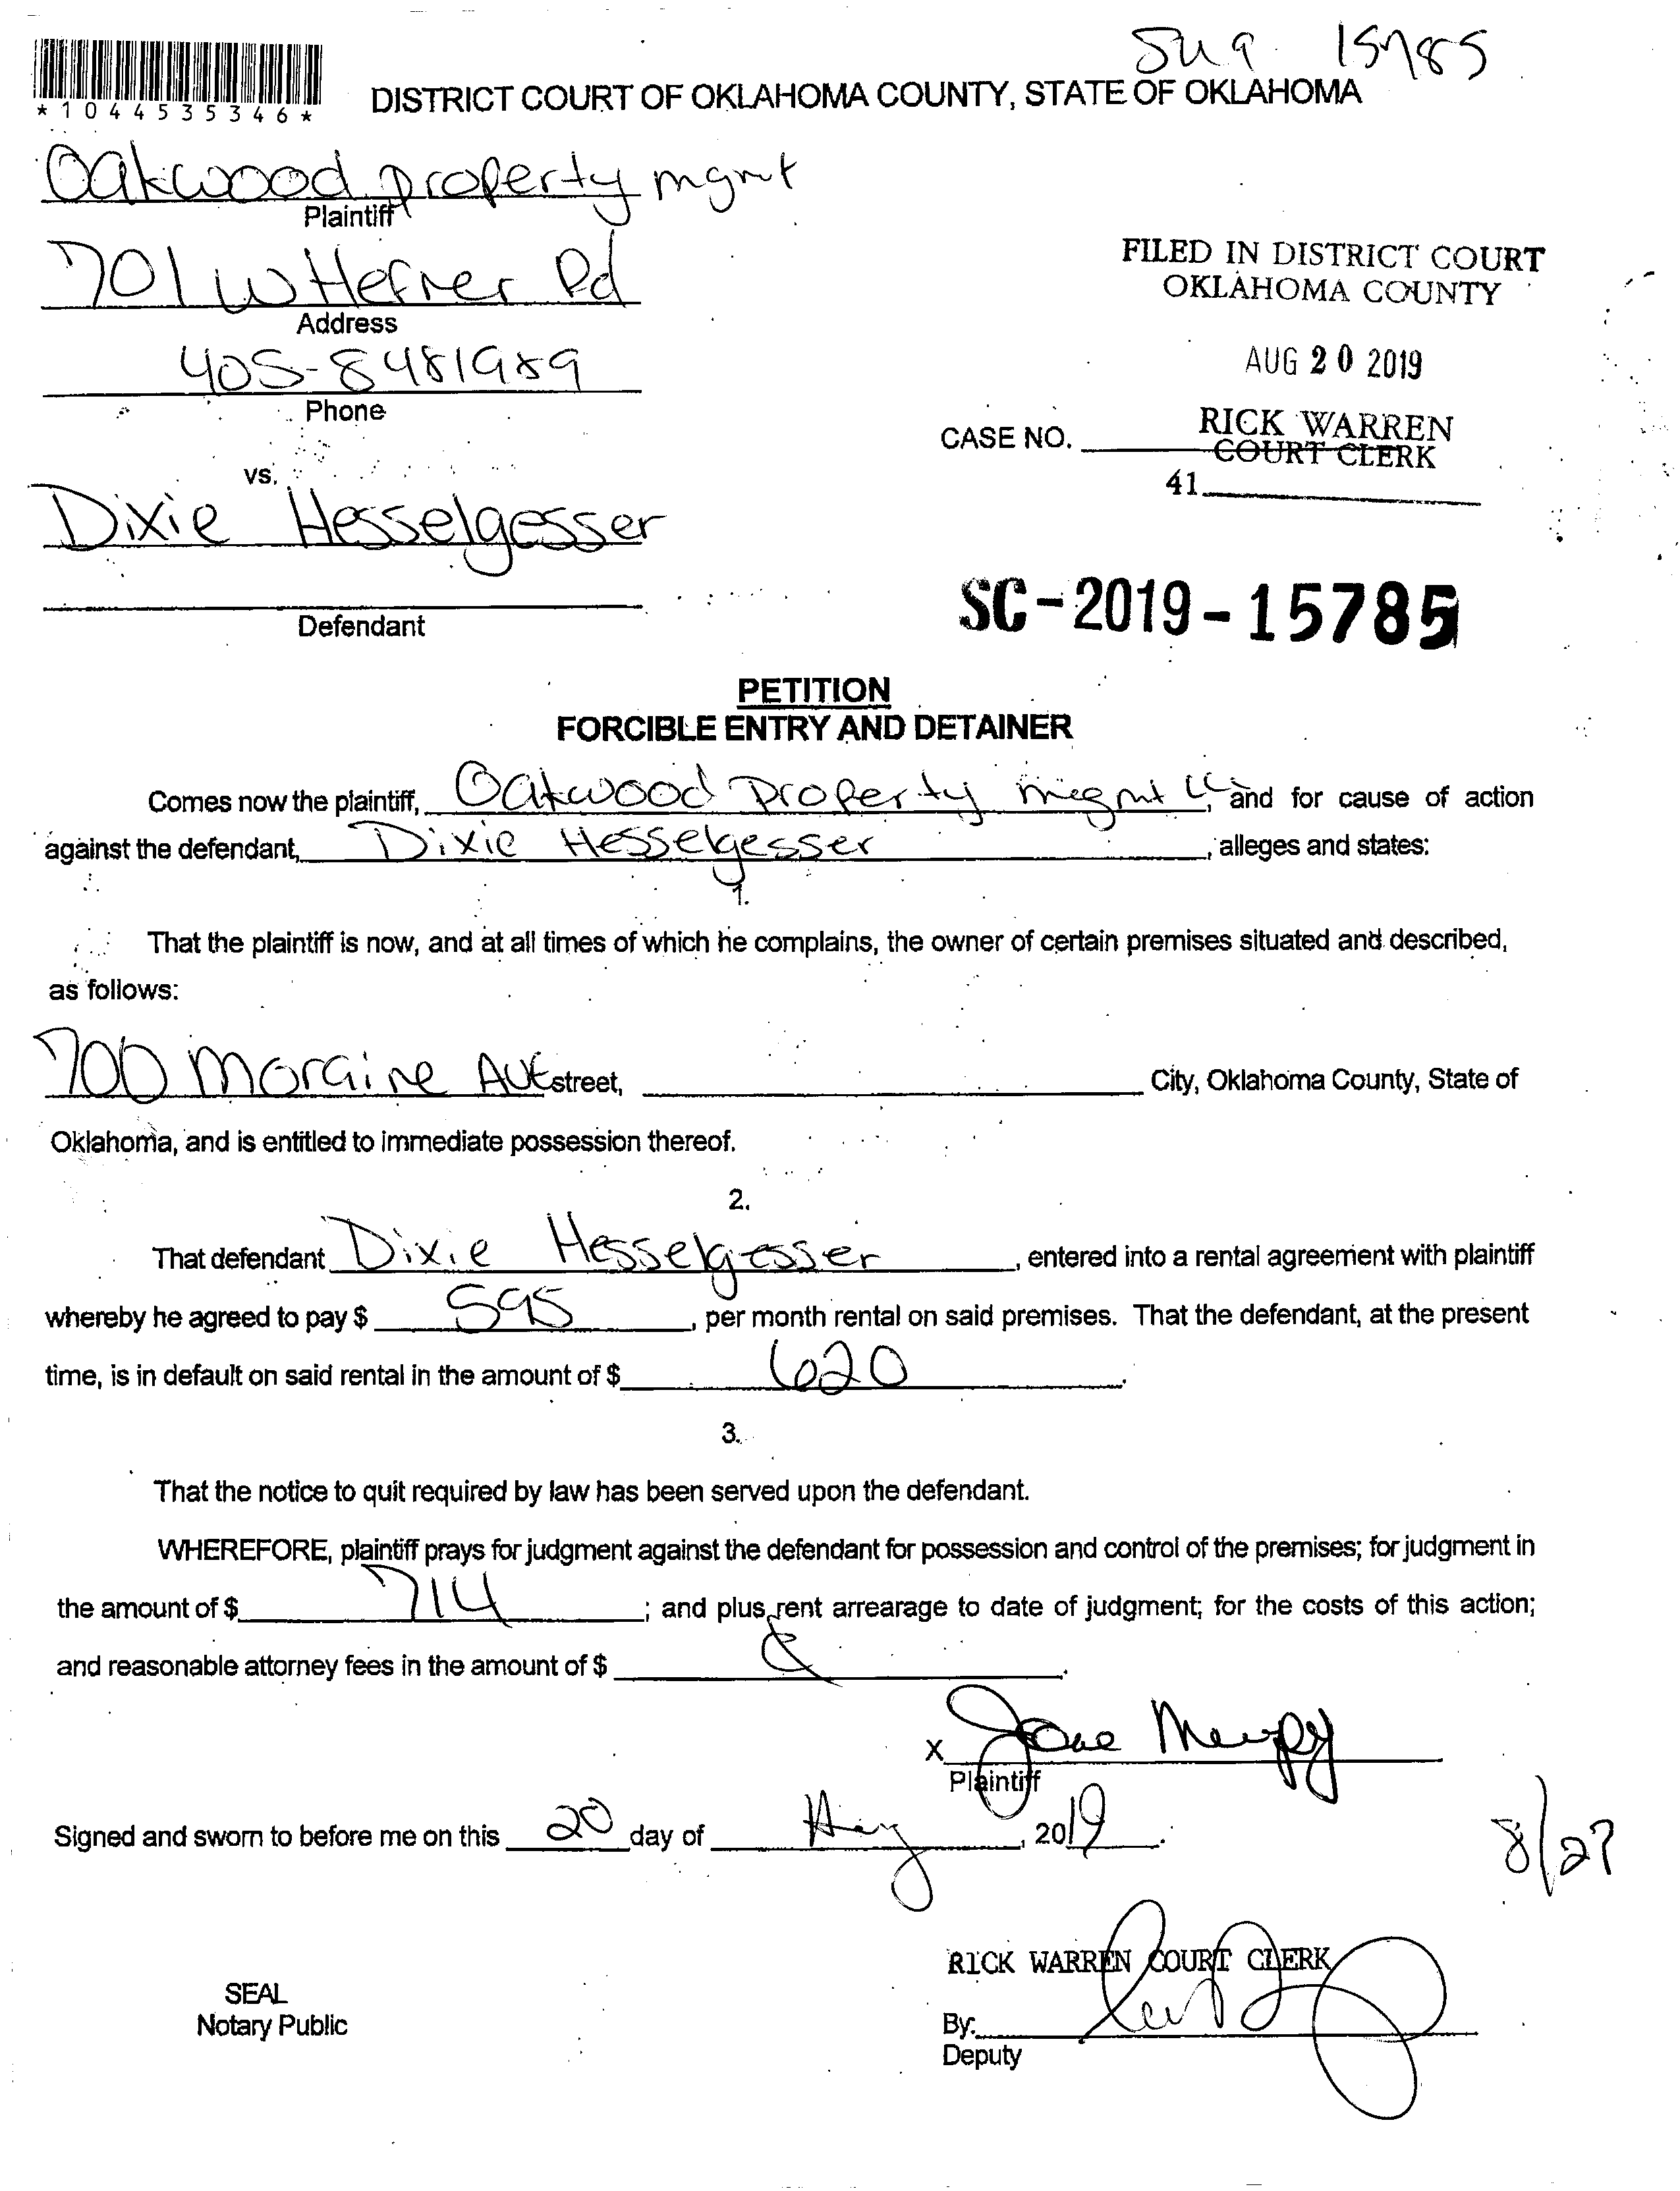 SC 19 15785
*1044535346*
DISTRICT COURT OF OKLAHOMA COUNTY, STATE OF OKLAHOMA
Oakwood property mgmt
Plaintiff
701 W Hefner Rd
Address
405-8481989
Phone
FILED IN DISTRICT COURT
OKLAHOMA COUNTY
AUG 20 2019
RICK WARREN
CASE NO.
COURT CLERK
41
vs.
Dixie Hesselgesser
Defendant
SC-2019-15785
PETITION
FORCIBLE ENTRY AND DETAINER
Comes now the plaintiff, Oakwood Property megmt LLC, and for cause of action
against the defendant, Dixie Hesselgesser, alleges and states:
1.
That the plaintiff is now, and at all times of which he complains, the owner of certain premises situated and described,
as follows:
700 Moraine Ave street, City, Oklahoma County, State of
Oklahoma, and is entitled to immediate possession thereof.
2.
That defendant Dixie Hesselgesser, entered into a rental agreement with plaintiff
whereby he agreed to pay $ 595, per month rental on said premises. That the defendant, at the present
time, is in default on said rental in the amount of $ 620.
3.
That the notice to quit required by law has been served upon the defendant.
WHEREFORE, plaintiff prays for judgment against the defendant for possession and control of the premises; for judgment in
the amount of $ 714; and plus rent arrearage to date of judgment; for the costs of this action;
and reasonable attorney fees in the amount of $.
X
Plaintiff
Signed and sworn to before me on this 20 day of Aug, 2019.
8/27
RICK WARREN COURT CLERK
SEAL
Notary Public
By:
Deputy